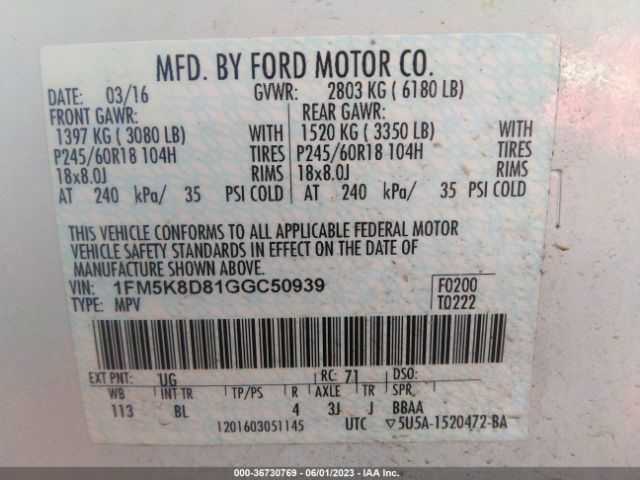 MFD. BY FORD MOTOR CO.
DATE: 03/16 GVWR: 2803 KG ( 6180 LB)
FRONT GAWR: REAR GAWR:
1397 KG ( 3080 LB) WITH 1520 KG ( 3350 LB) WITH
P245/60R18 104H TIRES P245/60R18 104H TIRES
18x8.0J RIMS 18x8.0J RIMS
AT 240 kPa/ 35 PSI COLD AT 240 kPa/ 35 PSI COLD
THIS VEHICLE CONFORMS TO ALL APPLICABLE FEDERAL MOTOR
VEHICLE SAFETY STANDARDS IN EFFECT ON THE DATE OF
MANUFACTURE SHOWN ABOVE.
VIN: 1FM5K8D81GGC50939 F0200
TYPE: MPV T0222
EXT PNT: UG RC: 71 DSO:
WB INT TR TP/PS R AXLE TR SPR
113 BL 4 3J J BBAA
1201603051145 UTC ▽5U5A-1520472-BA
000-36730769 - 06/01/2023 - IAA Inc.